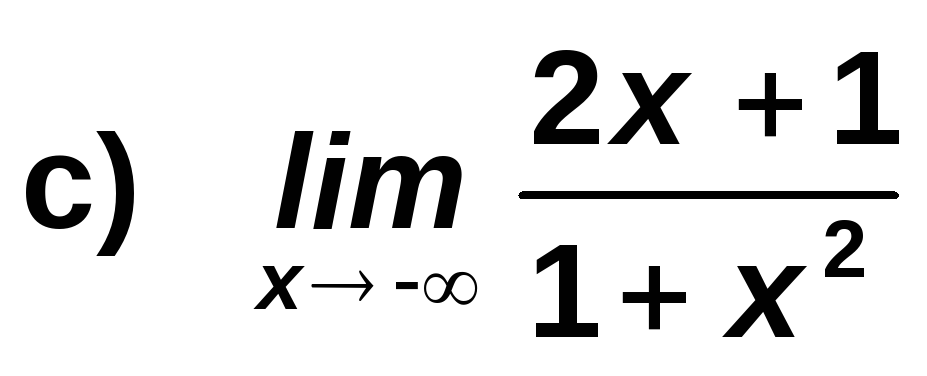 c) lim x→ -∞ 2x + 1 / 1 + x²